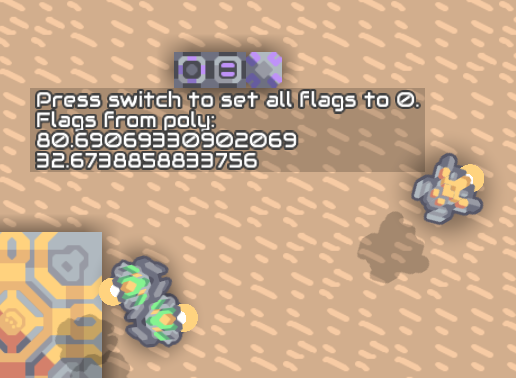 Press switch to set all flags to 0.
Flags from poly:
80.69069330902069
32.6738858833756